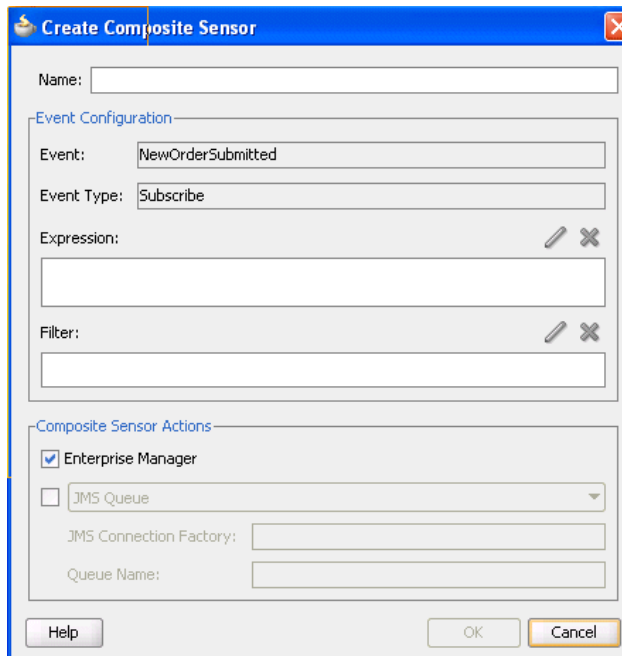 Create Composite Sensor
Name:
Event Configuration
Event: NewOrderSubmitted
Event Type: Subscribe
Expression:
Filter:
Composite Sensor Actions
Enterprise Manager
JMS Queue
JMS Connection Factory:
Queue Name:
Help OK Cancel